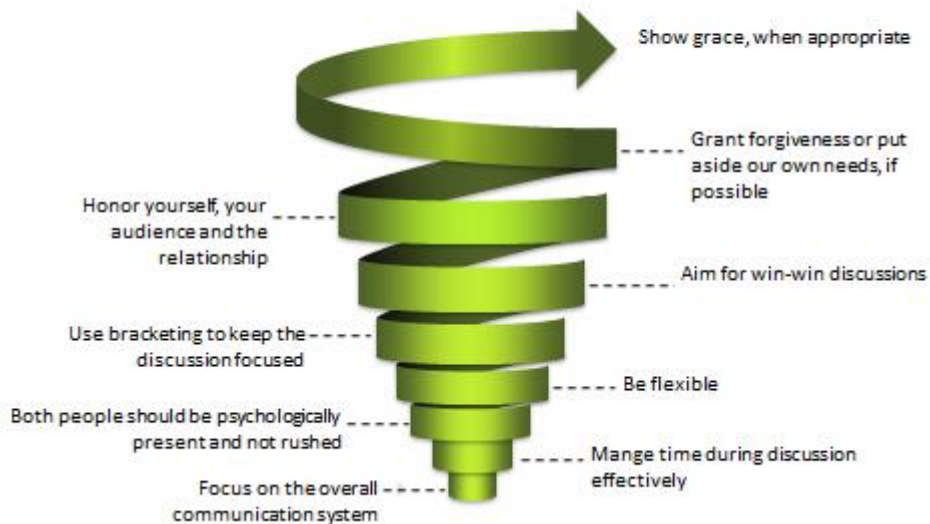 Show grace, when appropriate
Grant forgiveness or put
aside our own needs, if
possible
Honor yourself, your
audience and the
relationship
Aim for win-win discussions
Use bracketing to keep the
discussion focused
Be flexible
Both people should be psychologically
present and not rushed
Mange time during discussion
effectively
Focus on the overall
communication system